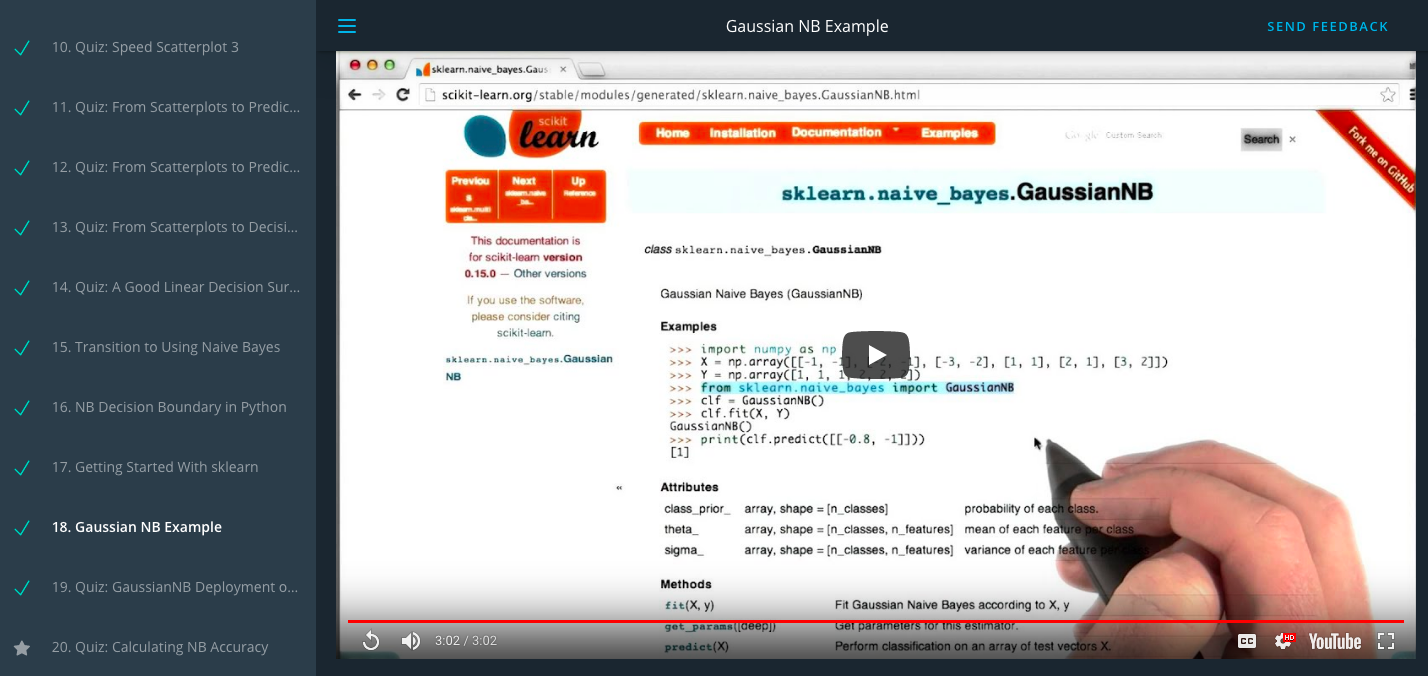 10. Quiz: Speed Scatterplot 3
11. Quiz: From Scatterplots to Predic...
12. Quiz: From Scatterplots to Predic...
13. Quiz: From Scatterplots to Decisi...
14. Quiz: A Good Linear Decision Sur...
15. Transition to Using Naive Bayes
16. NB Decision Boundary in Python
17. Getting Started With sklearn
18. Gaussian NB Example
19. Quiz: GaussianNB Deployment o...
20. Quiz: Calculating NB Accuracy
Gaussian NB Example
SEND FEEDBACK
sklearn.naive_bayes.Gaus
scikit-learn.org/stable/modules/generated/sklearn.naive_bayes.GaussianNB.html
scikit
learn
Home Installation Documentation Examples
Custom Search
Search ×
Fork me on GitHub
Previou
s
Next
Up
Reference
This documentation is
for scikit-learn version
0.15.0 — Other versions
If you use the software,
please consider citing
scikit-learn.
sklearn.naive_bayes.Gaussian
NB
sklearn.naive_bayes.GaussianNB
class sklearn.naive_bayes.GaussianNB
Gaussian Naive Bayes (GaussianNB)
Examples
>>> import numpy as np
>>> X = np.array([[-1, -1], [-2, -1], [-3, -2], [1, 1], [2, 1], [3, 2]])
>>> Y = np.array([1, 1, 1, 2, 2, 2])
>>> from sklearn.naive_bayes import GaussianNB
>>> clf = GaussianNB()
>>> clf.fit(X, Y)
GaussianNB()
>>> print(clf.predict([[-0.8, -1]]))
[1]
«
Attributes
class_prior_ array, shape = [n_classes] probability of each class.
theta_ array, shape = [n_classes, n_features] mean of each feature per class
sigma_ array, shape = [n_classes, n_features] variance of each feature per class
Methods
fit(X, y) Fit Gaussian Naive Bayes according to X, y
get_params([deep]) Get parameters for this estimator.
predict(X) Perform classification on an array of test vectors X.
3:02 / 3:02
CC
HD
YouTube